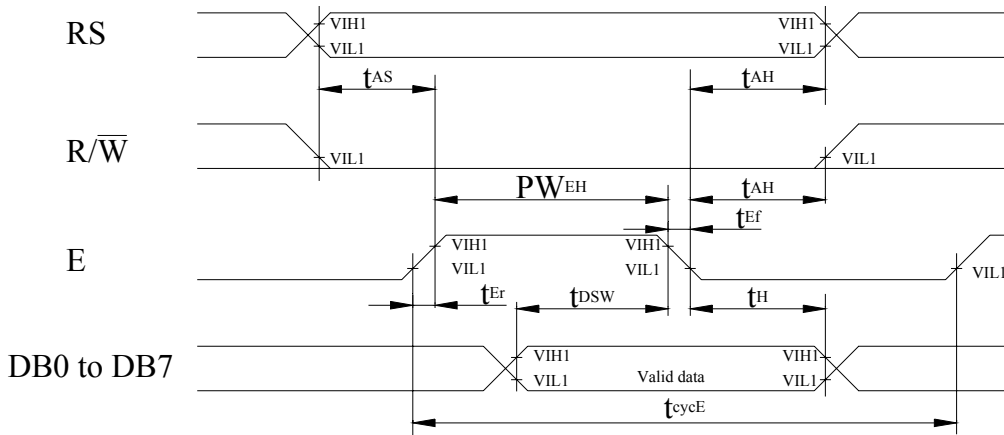 RS
VIH1
VIL1
VIH1
VIL1
tAS
tAH
R/W̅
VIL1
VIL1
PWEH
tAH
tEf
E
VIH1
VIL1
VIH1
VIL1
VIL1
tEr
tDSW
tH
DB0 to DB7
VIH1
VIL1
Valid data
VIH1
VIL1
tcycE